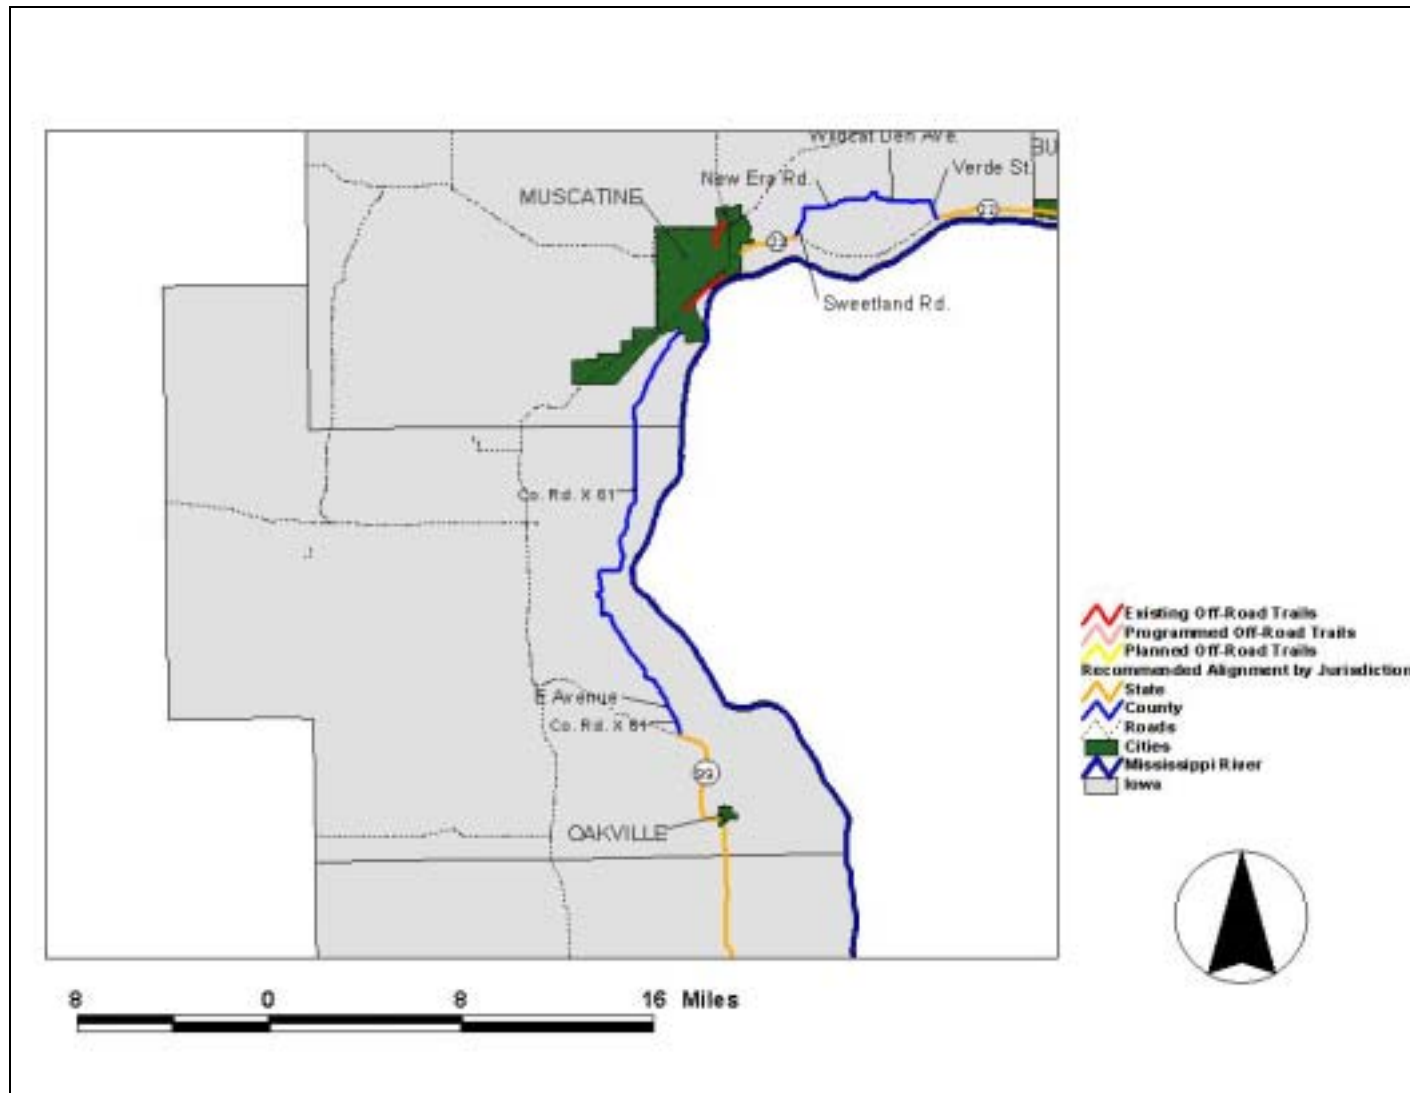 Wildcat Den Ave.
BU
New Era Rd.
Verde St.
MUSCATINE
22
22
Sweetland Rd.
Co. Rd. X 61
E Avenue
Co. Rd. X 61
99
OAKVILLE
Existing Off-Road Trails
Programmed Off-Road Trails
Planned Off-Road Trails
Recommended Alignment by Jurisdiction
State
County
Roads
Cities
Mississippi River
Iowa
8 0 8 16 Miles